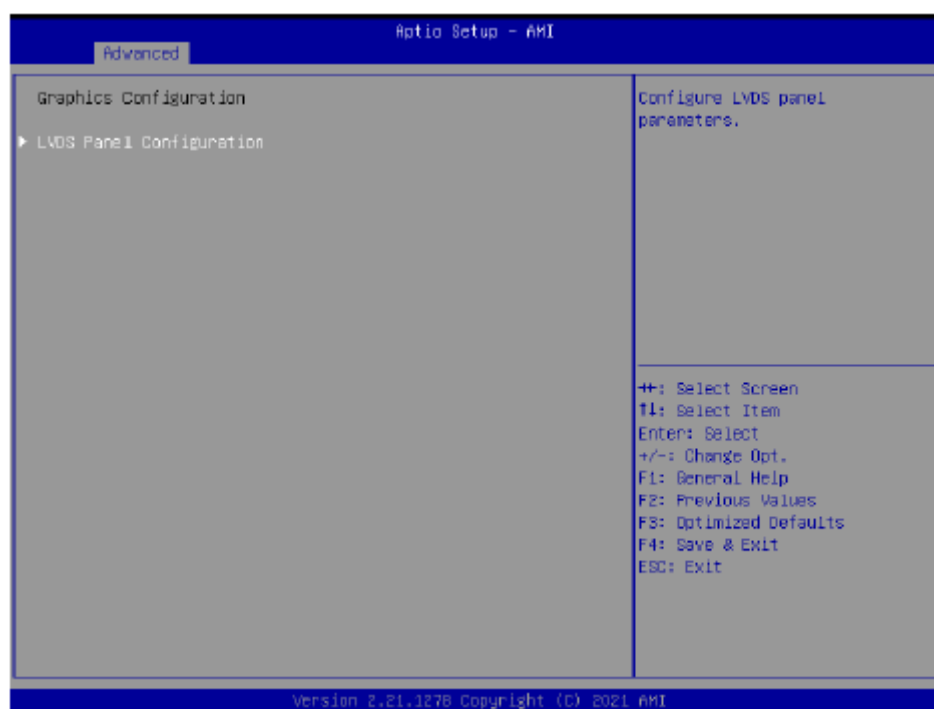 Aptio Setup - AMI
Advanced
Graphics Configuration
LVDS Panel Configuration
Configure LVDS panel
parameters.
→←: Select Screen
↑↓: Select Item
Enter: Select
+/-: Change Opt.
F1: General Help
F2: Previous Values
F3: Optimized Defaults
F4: Save & Exit
ESC: Exit
Version 2.21.1278 Copyright (C) 2021 AMI